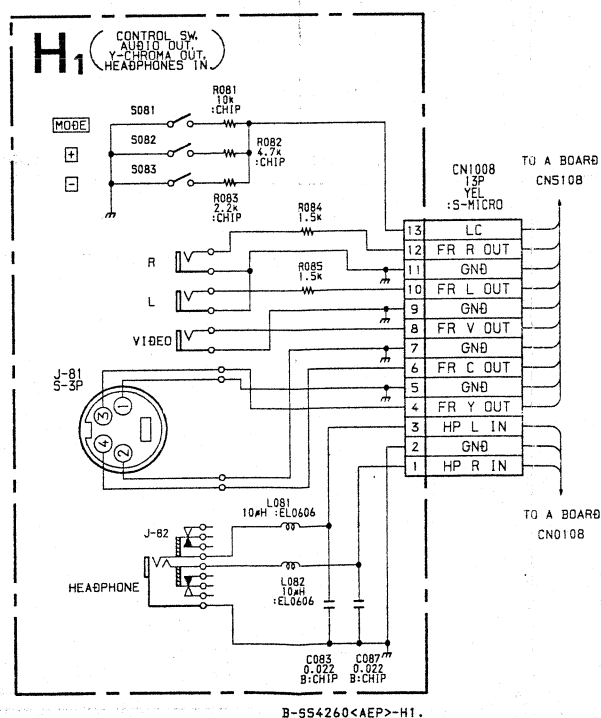 H1
CONTROL SW,
AUDIO OUT,
Y-CHROMA OUT,
HEADPHONES IN
MODE
+
-
S081
S082
S083
R081
10k
:CHIP
R082
4.7k
:CHIP
R083
2.2k
:CHIP
R084
1.5k
R085
1.5k
R
L
VIDEO
J-81
S-3P
3
1
4
2
CN1008
13P
YEL
:S-MICRO
TO A BOARD
CN5108
13 LC
12 FR R OUT
11 GND
10 FR L OUT
9 GND
8 FR V OUT
7 GND
6 FR C OUT
5 GND
4 FR Y OUT
3 HP L IN
2 GND
1 HP R IN
TO A BOARD
CN0108
J-82
HEADPHONE
L081
10µH :EL0606
L082
10µH
:EL0606
C083
0.022
B:CHIP
C087
0.022
B:CHIP
B-SS4260<AEP>-H1.